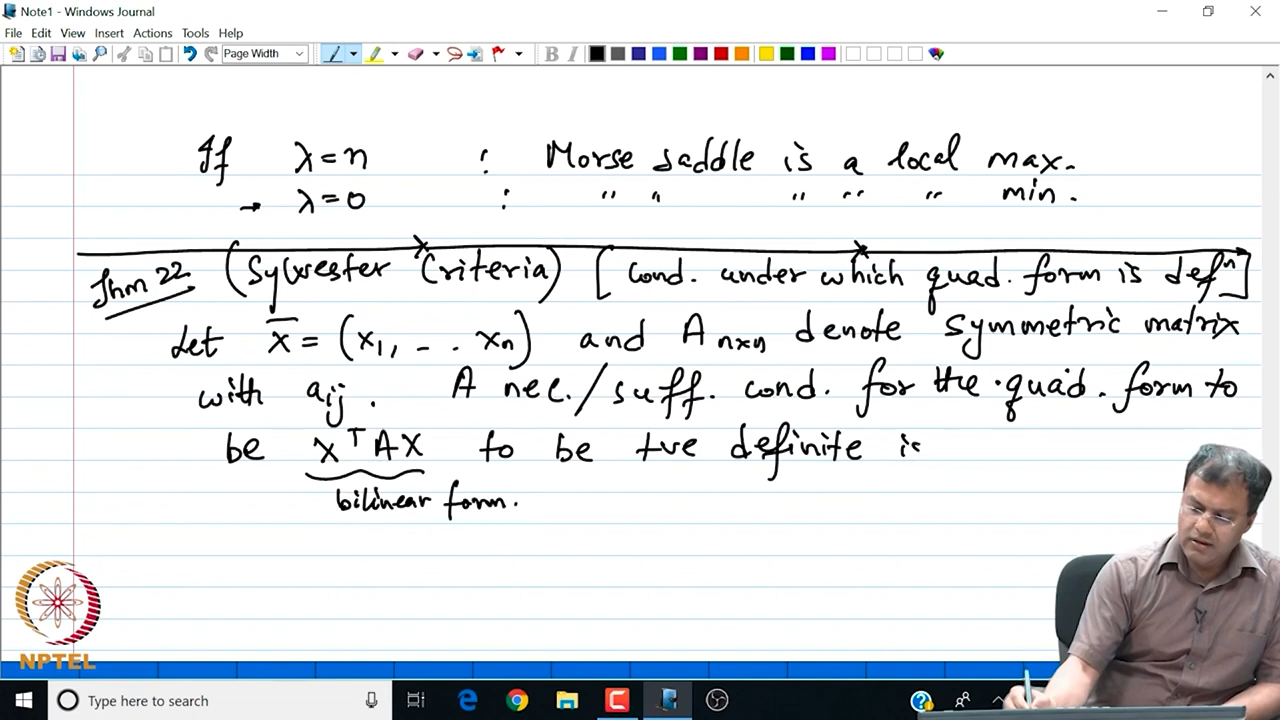 Note1 - Windows Journal
File Edit View Insert Actions Tools Help
Page Width
B I
If λ=n : Morse saddle is a local max.
→ λ=0 : " " " " " min.
Thm 22 (Sylvester Criteria) [cond. under which quad. form is defⁿ]
Let x̄ = (x₁, - . . xₙ) and Aₙₓₙ denote symmetric matrix
with aᵢⱼ. A nec./suff. cond. for the quad. form to
be XᵀAX to be +ve definite is
bilinear form.
NPTEL
Type here to search